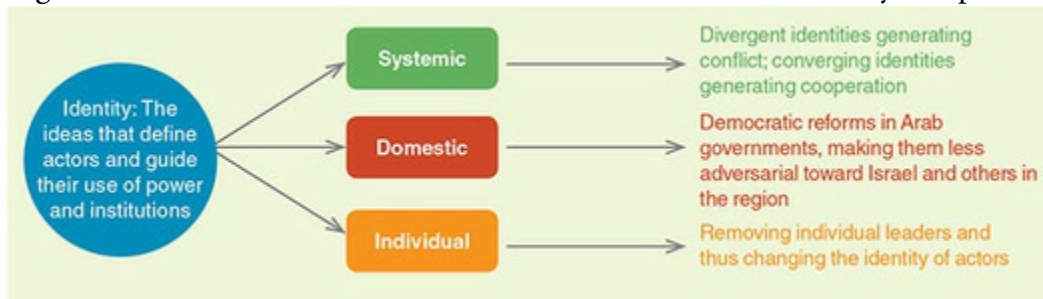 Identity: The
ideas that define
actors and guide
their use of power
and institutions
Systemic
Divergent identities generating
conflict; converging identities
generating cooperation
Domestic
Democratic reforms in Arab
governments, making them less
adversarial toward Israel and others in
the region
Individual
Removing individual leaders and
thus changing the identity of actors